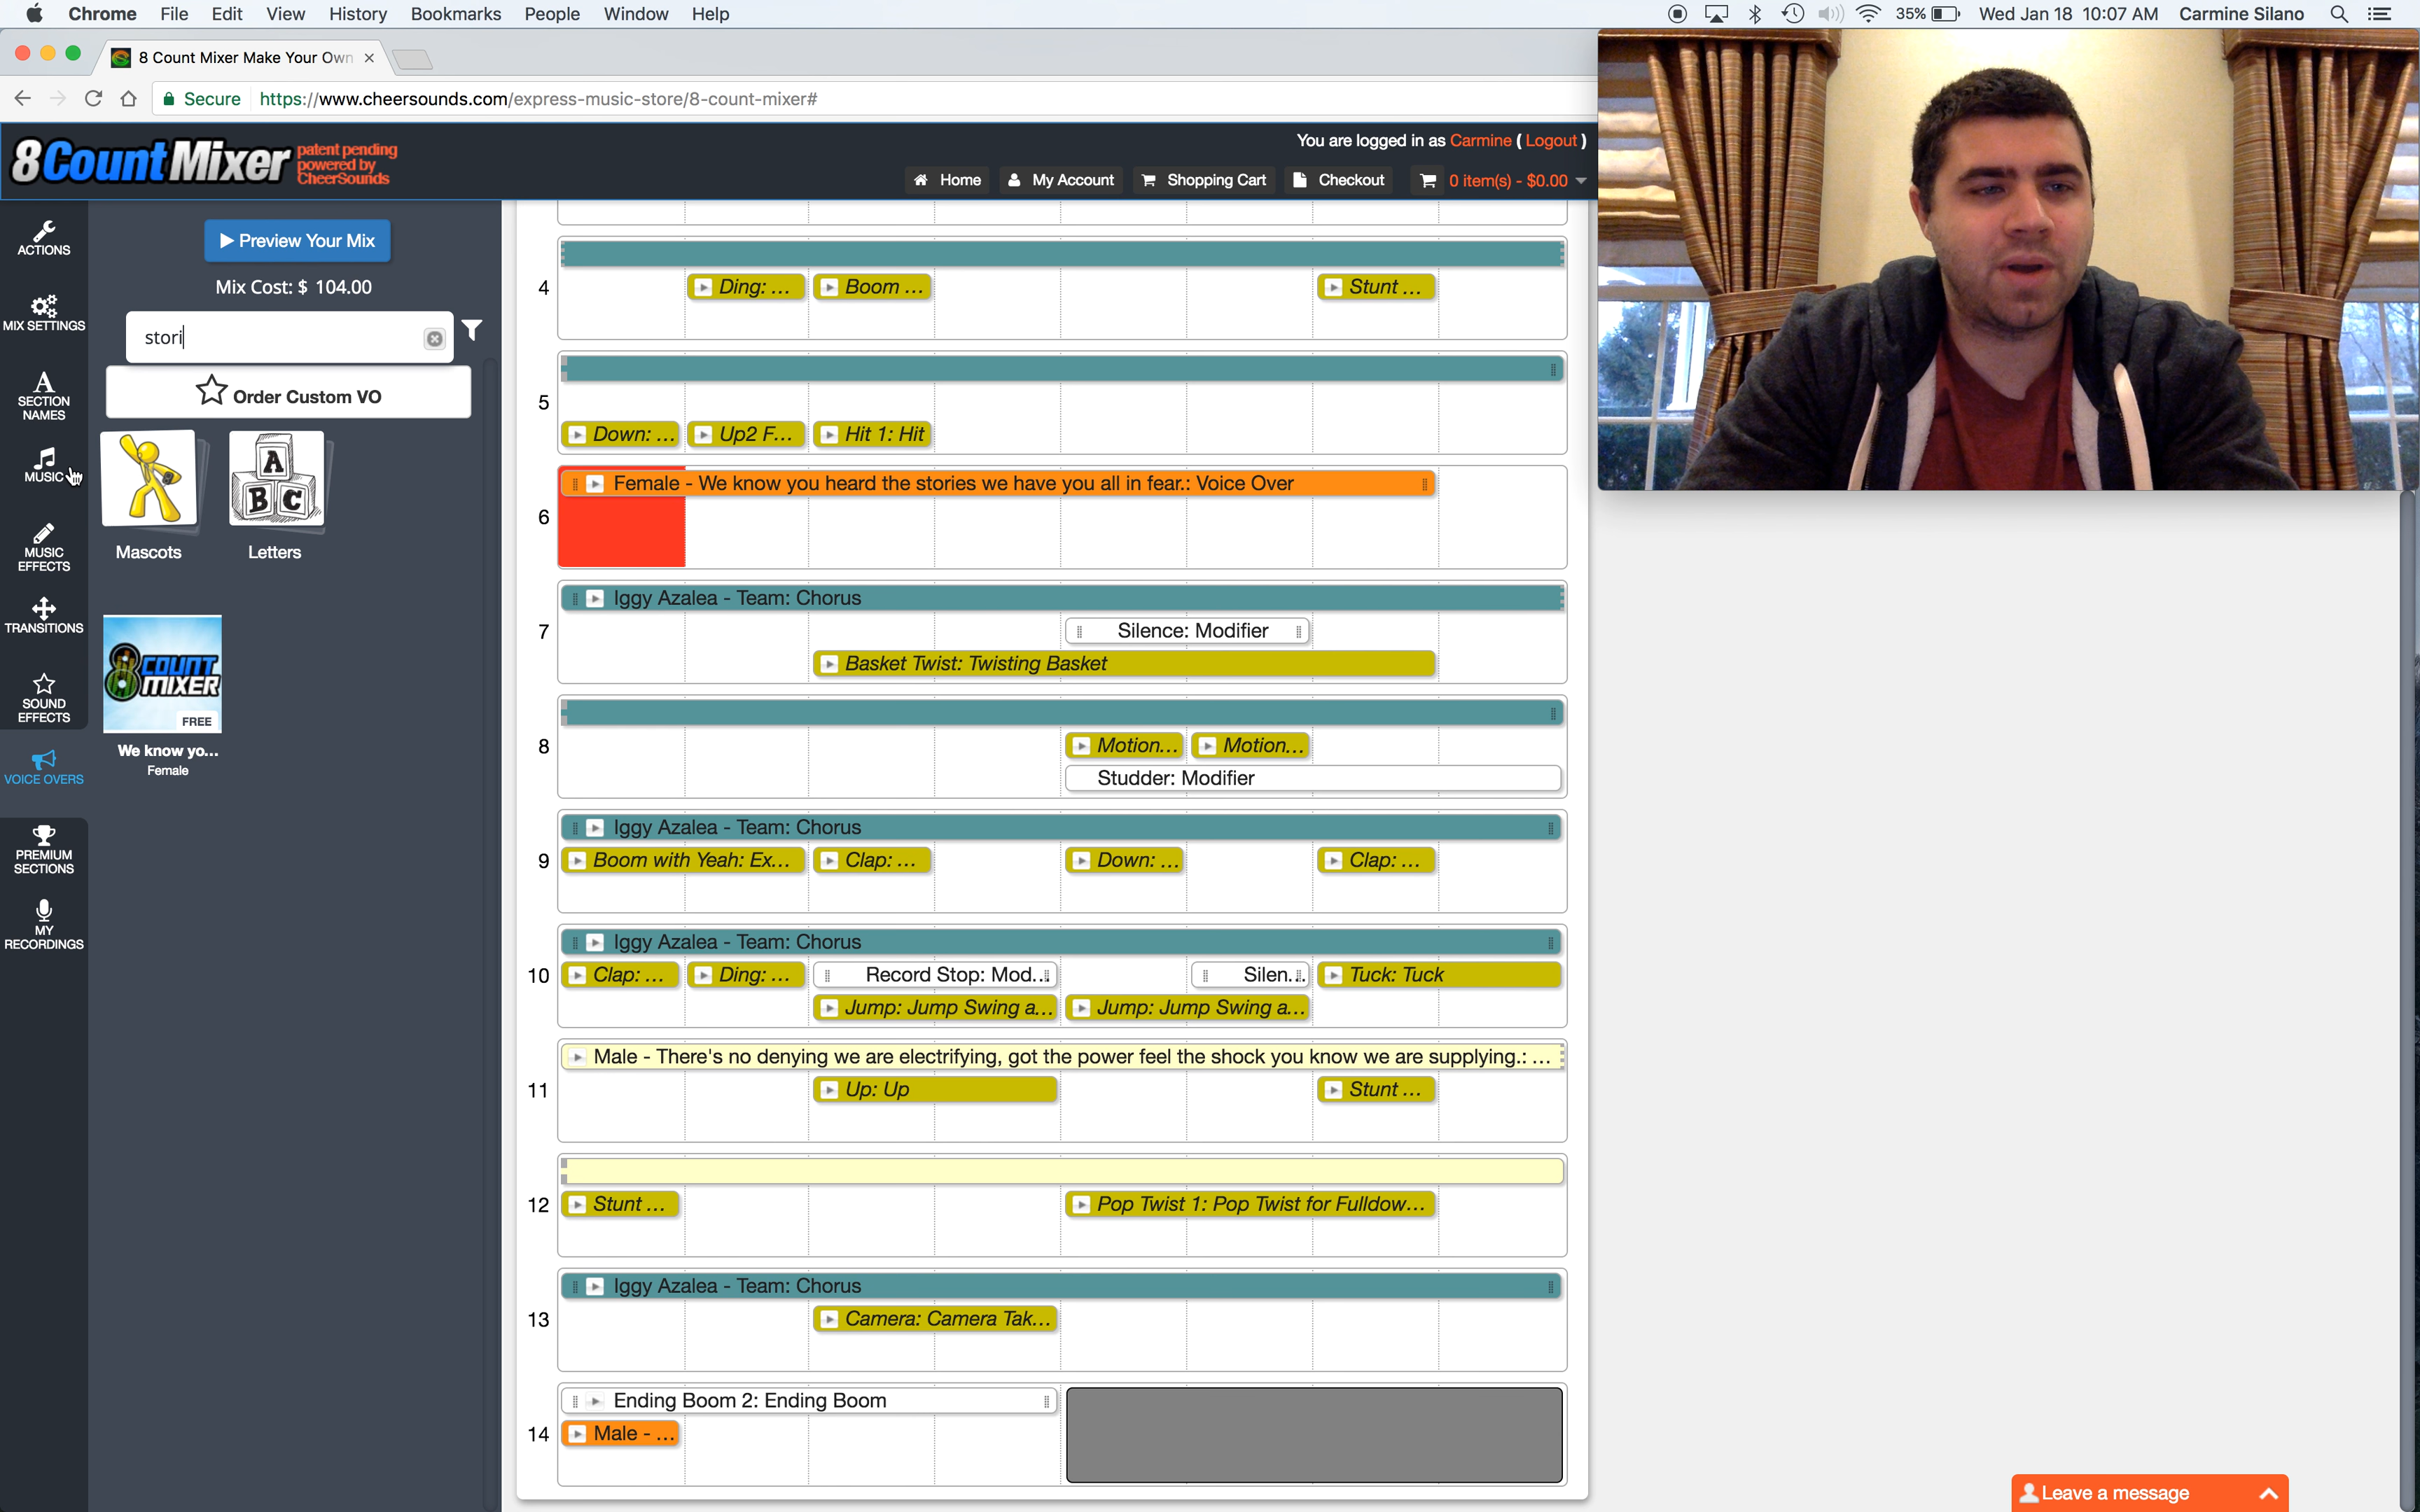 Chrome File Edit View History Bookmarks People Window Help
35% Wed Jan 18 10:07 AM Carmine Silano
8 Count Mixer Make Your Own
Secure https://www.cheersounds.com/express-music-store/8-count-mixer#
8CountMixer patent pending powered by CheerSounds
You are logged in as Carmine ( Logout )
Home My Account Shopping Cart Checkout 0 item(s) - $0.00
ACTIONS
MIX SETTINGS
SECTION NAMES
MUSIC
MUSIC EFFECTS
TRANSITIONS
SOUND EFFECTS
VOICE OVERS
PREMIUM SECTIONS
MY RECORDINGS
Preview Your Mix
Mix Cost: $ 104.00
stori
Order Custom VO
A
B C
Mascots Letters
8 COUNT MIXER
FREE
We know yo...
Female
4
Ding: ... Boom ... Stunt ...
5
Down: ... Up2 F... Hit 1: Hit
Female - We know you heard the stories we have you all in fear.: Voice Over
6
Iggy Azalea - Team: Chorus
7
Silence: Modifier
Basket Twist: Twisting Basket
8
Motion... Motion...
Studder: Modifier
Iggy Azalea - Team: Chorus
9
Boom with Yeah: Ex... Clap: ... Down: ... Clap: ...
Iggy Azalea - Team: Chorus
10
Clap: ... Ding: ... Record Stop: Mod... Silen... Tuck: Tuck
Jump: Jump Swing a... Jump: Jump Swing a...
Male - There's no denying we are electrifying, got the power feel the shock you know we are supplying.: ...
11
Up: Up Stunt ...
12
Stunt ... Pop Twist 1: Pop Twist for Fulldow...
Iggy Azalea - Team: Chorus
13
Camera: Camera Tak...
Ending Boom 2: Ending Boom
14
Male - ...
Leave a message